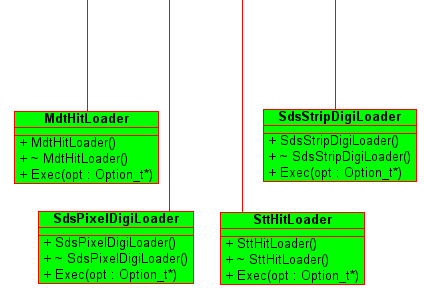 MdtHitLoader
+ MdtHitLoader()
+ ~ MdtHitLoader()
+ Exec(opt : Option_t*)
SdsStripDigiLoader
+ SdsStripDigiLoader()
+ ~ SdsStripDigiLoader()
+ Exec(opt : Option_t*)
SdsPixelDigiLoader
+ SdsPixelDigiLoader()
+ ~ SdsPixelDigiLoader()
+ Exec(opt : Option_t*)
SttHitLoader
+ SttHitLoader()
+ ~ SttHitLoader()
+ Exec(opt : Option_t*)